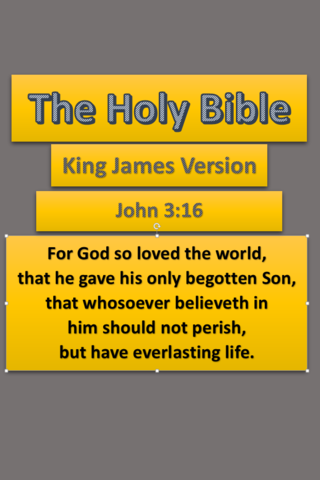 The Holy Bible
King James Version
John 3:16
For God so loved the world,
that he gave his only begotten Son,
that whosoever believeth in
him should not perish,
but have everlasting life.